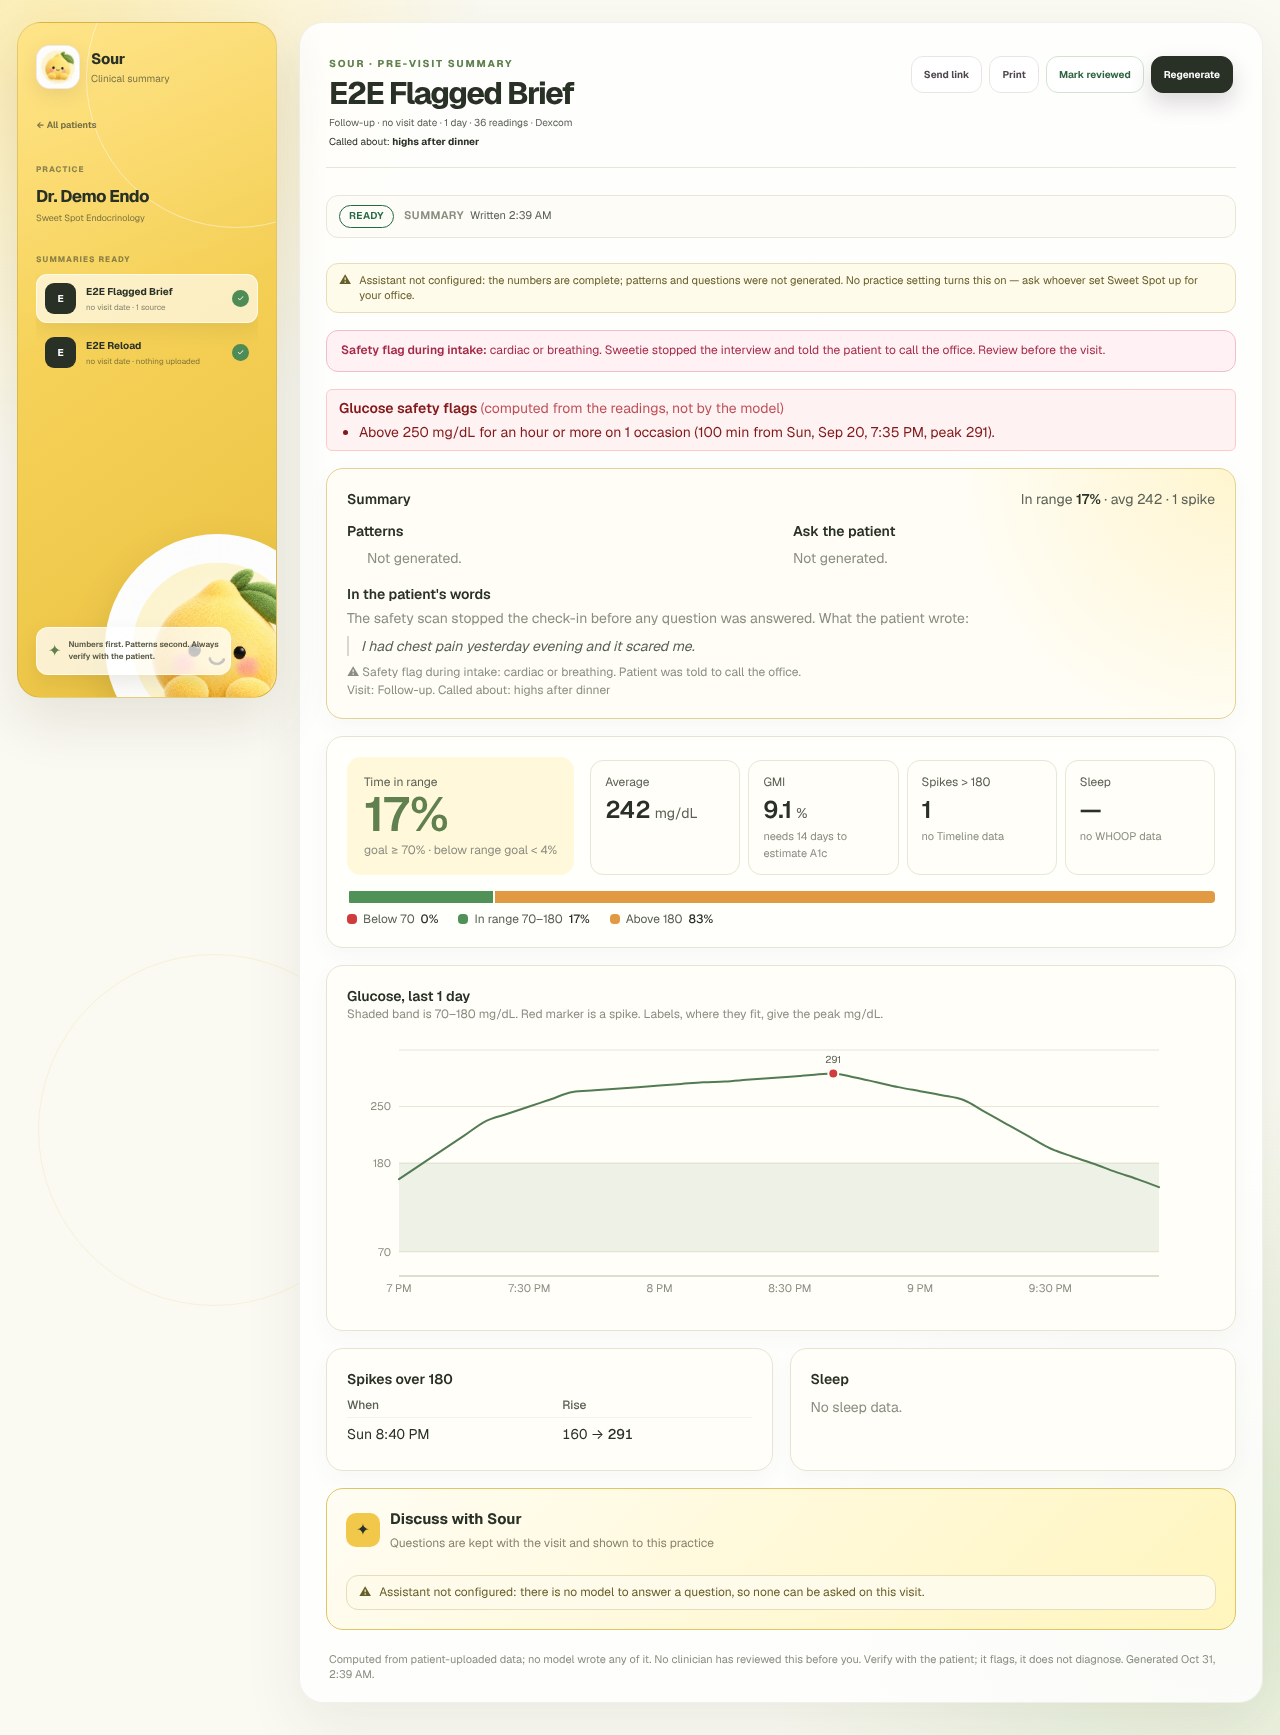 Sour
Clinical summary
← All patients
PRACTICE
Dr. Demo Endo
Sweet Spot Endocrinology
SUMMARIES READY
E
E2E Flagged Brief
no visit date · 1 source
E
E2E Reload
no visit date · nothing uploaded
Numbers first. Patterns second. Always
verify with the patient.
SOUR · PRE-VISIT SUMMARY
E2E Flagged Brief
Follow-up · no visit date · 1 day · 36 readings · Dexcom
Called about: highs after dinner
Send link
Print
Mark reviewed
Regenerate
READY SUMMARY Written 2:39 AM
Assistant not configured: the numbers are complete; patterns and questions were not generated. No practice setting turns this on — ask whoever set Sweet Spot up for
your office.
Safety flag during intake: cardiac or breathing. Sweetie stopped the interview and told the patient to call the office. Review before the visit.
Glucose safety flags (computed from the readings, not by the model)
• Above 250 mg/dL for an hour or more on 1 occasion (100 min from Sun, Sep 20, 7:35 PM, peak 291).
Summary
In range 17% · avg 242 · 1 spike
Patterns
Not generated.
Ask the patient
Not generated.
In the patient's words
The safety scan stopped the check-in before any question was answered. What the patient wrote:
I had chest pain yesterday evening and it scared me.
⚠ Safety flag during intake: cardiac or breathing. Patient was told to call the office.
Visit: Follow-up. Called about: highs after dinner
Time in range
17%
goal ≥ 70% · below range goal < 4%
Average
242 mg/dL
GMI
9.1 %
needs 14 days to
estimate A1c
Spikes > 180
1
no Timeline data
Sleep
—
no WHOOP data
Below 70 0% In range 70–180 17% Above 180 83%
Glucose, last 1 day
Shaded band is 70–180 mg/dL. Red marker is a spike. Labels, where they fit, give the peak mg/dL.
291
250
180
70
7 PM 7:30 PM 8 PM 8:30 PM 9 PM 9:30 PM
Spikes over 180
When Rise
Sun 8:40 PM 160 → 291
Sleep
No sleep data.
Discuss with Sour
Questions are kept with the visit and shown to this practice
Assistant not configured: there is no model to answer a question, so none can be asked on this visit.
Computed from patient-uploaded data; no model wrote any of it. No clinician has reviewed this before you. Verify with the patient; it flags, it does not diagnose. Generated Oct 31,
2:39 AM.